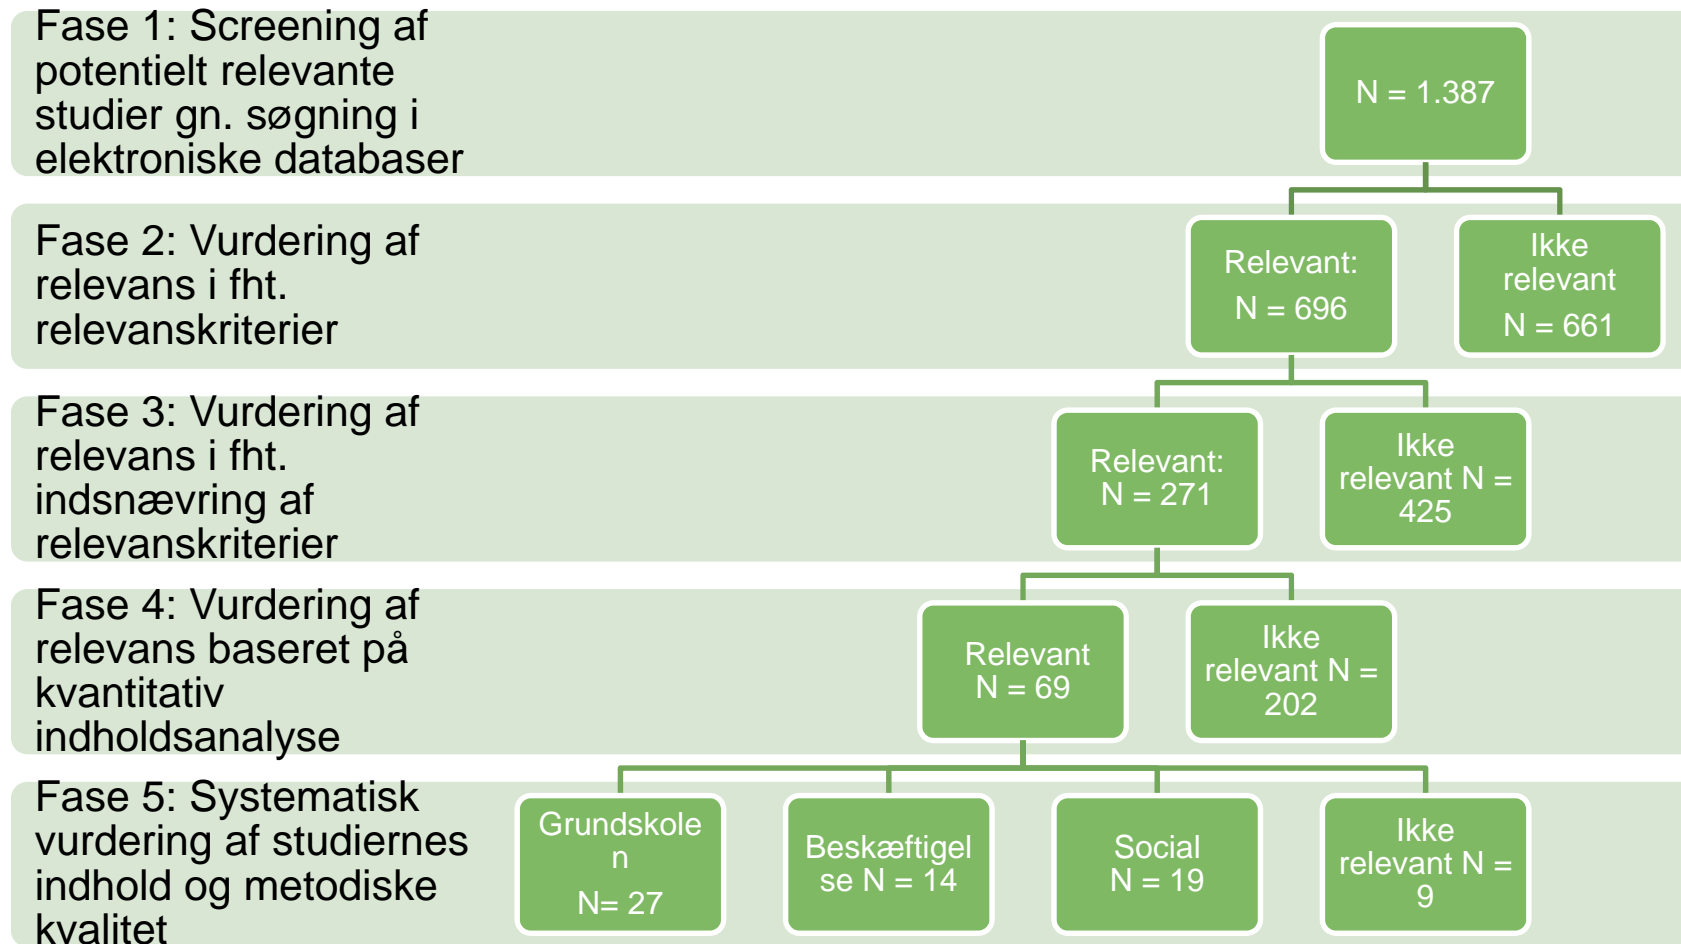 Fase 1: Screening af
potentielt relevante
studier gn. søgning i
elektroniske databaser
N = 1.387
Fase 2: Vurdering af
relevans i fht.
relevanskriterier
Relevant:
N = 696
Ikke
relevant
N = 661
Fase 3: Vurdering af
relevans i fht.
indsnævring af
relevanskriterier
Relevant:
N = 271
Ikke
relevant N =
425
Fase 4: Vurdering af
relevans baseret på
kvantitativ
indholdsanalyse
Relevant
N = 69
Ikke
relevant N =
202
Fase 5: Systematisk
vurdering af studiernes
indhold og metodiske
kvalitet
Grundskole
n
N= 27
Beskæftigel
se N = 14
Social
N = 19
Ikke
relevant N =
9